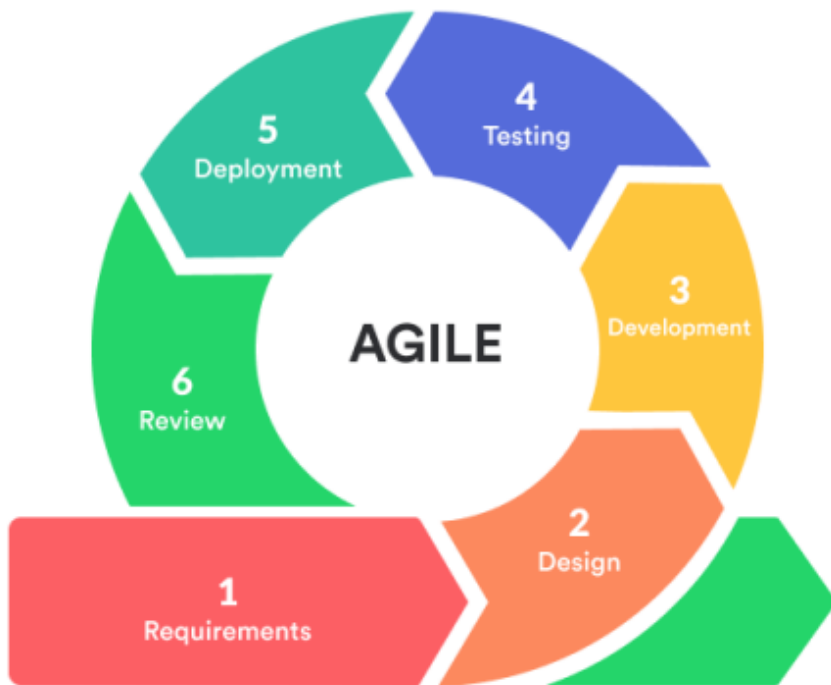 AGILE
1
Requirements
2
Design
3
Development
4
Testing
5
Deployment
6
Review